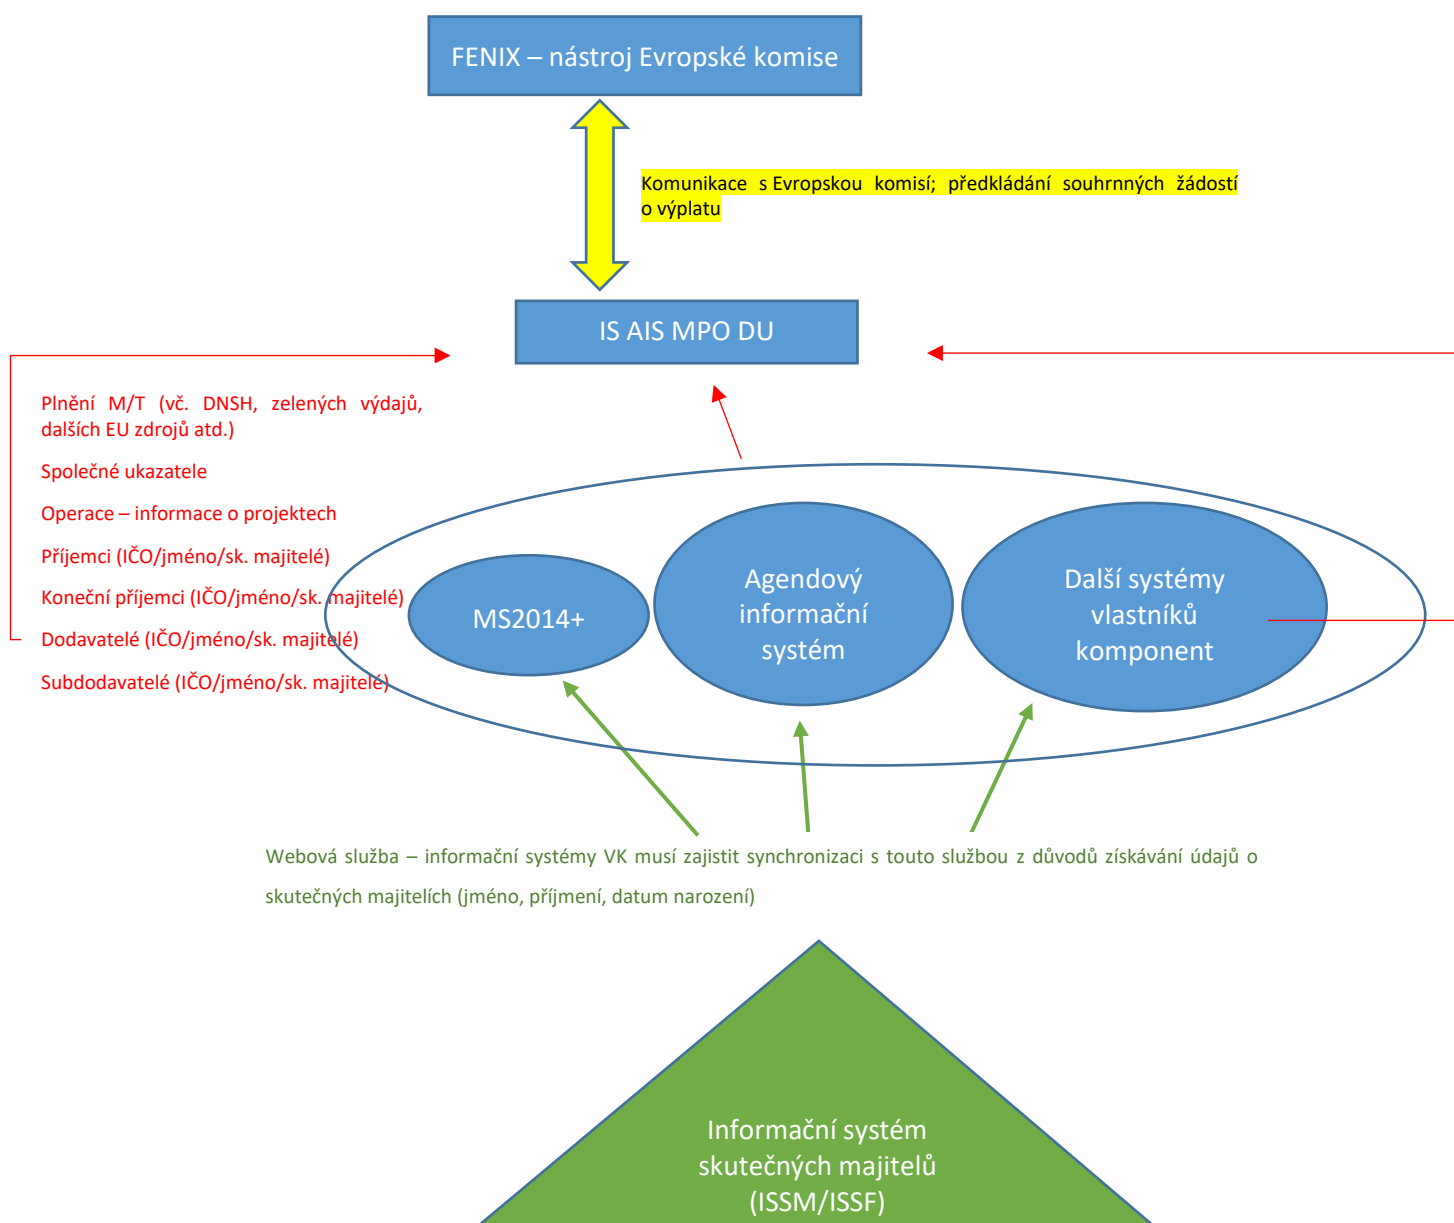 FENIX – nástroj Evropské komise
Komunikace s Evropskou komisí; předkládání souhrnných žádostí
o výplatu
IS AIS MPO DU
Plnění M/T (vč. DNSH, zelených výdajů,
dalších EU zdrojů atd.)
Společné ukazatele
Operace – informace o projektech
Příjemci (IČO/jméno/sk. majitelé)
Koneční příjemci (IČO/jméno/sk. majitelé)
Dodavatelé (IČO/jméno/sk. majitelé)
Subdodavatelé (IČO/jméno/sk. majitelé)
MS2014+
Agendový
informační
systém
Další systémy
vlastníků
komponent
Webová služba – informační systémy VK musí zajistit synchronizaci s touto službou z důvodů získávání údajů o
skutečných majitelích (jméno, příjmení, datum narození)
Informační systém
skutečných majitelů
(ISSM/ISSF)